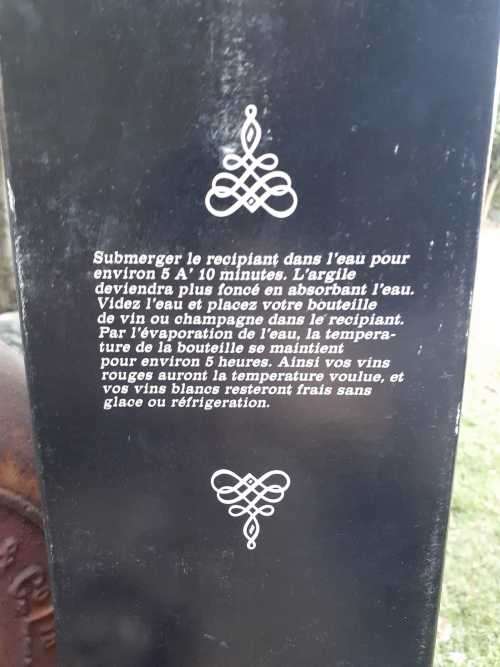 Submerger le recipiant dans l'eau pour
environ 5 A' 10 minutes. L'argile
deviendra plus foncé en absorbant l'eau.
Videz l'eau et placez votre bouteille
de vin ou champagne dans le recipiant.
Par l'évaporation de l'eau, la tempera-
ture de la bouteille se maintient
pour environ 5 heures. Ainsi vos vins
rouges auront la temperature voulue, et
vos vins blancs resteront frais sans
glace ou réfrigeration.